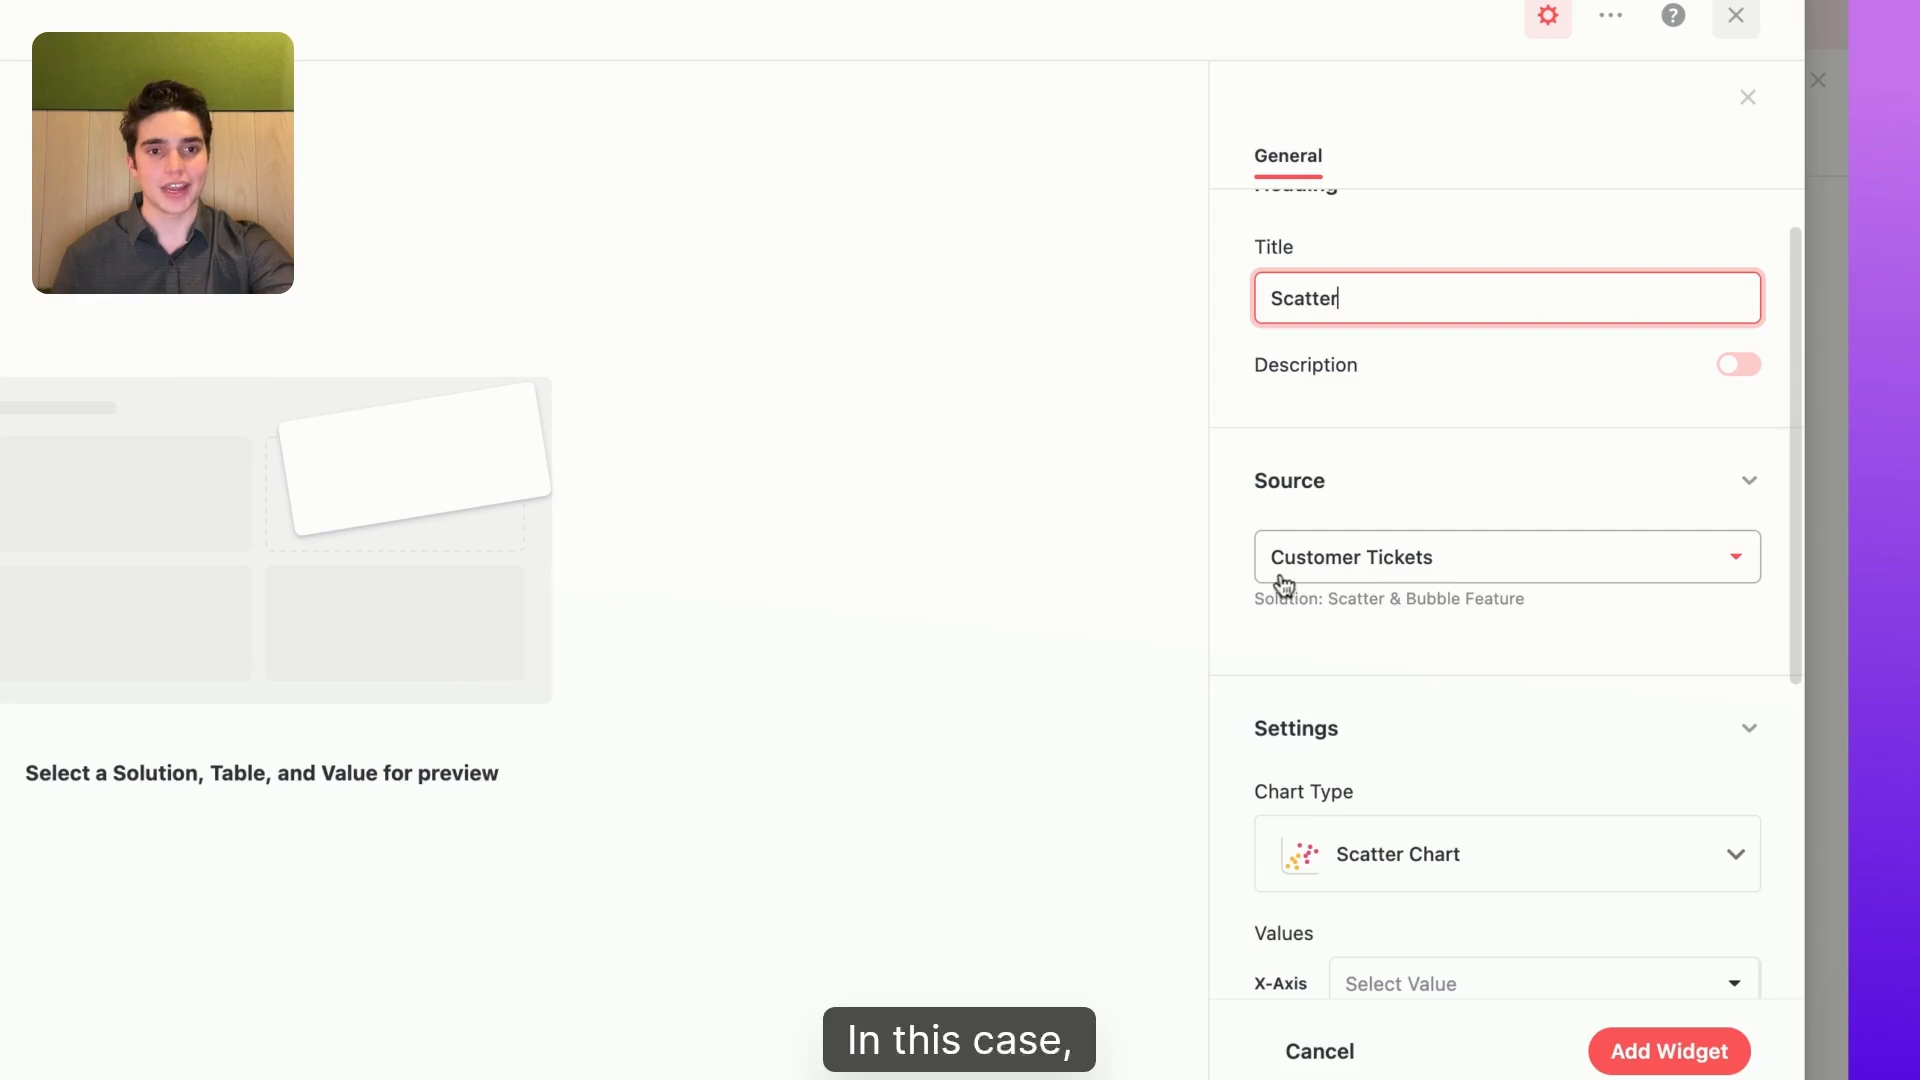 General
Heading
Title
Scatter
Description
Source
Customer Tickets
Solution: Scatter & Bubble Feature
Select a Solution, Table, and Value for preview
Settings
Chart Type
Scatter Chart
Values
X-Axis Select Value
In this case,
Cancel Add Widget